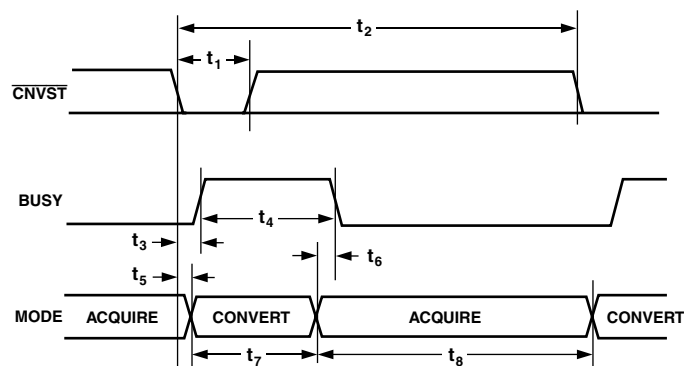 t2
t1
CNVST
BUSY
t4
t3
t6
t5
MODE
ACQUIRE
CONVERT
ACQUIRE
CONVERT
t7
t8